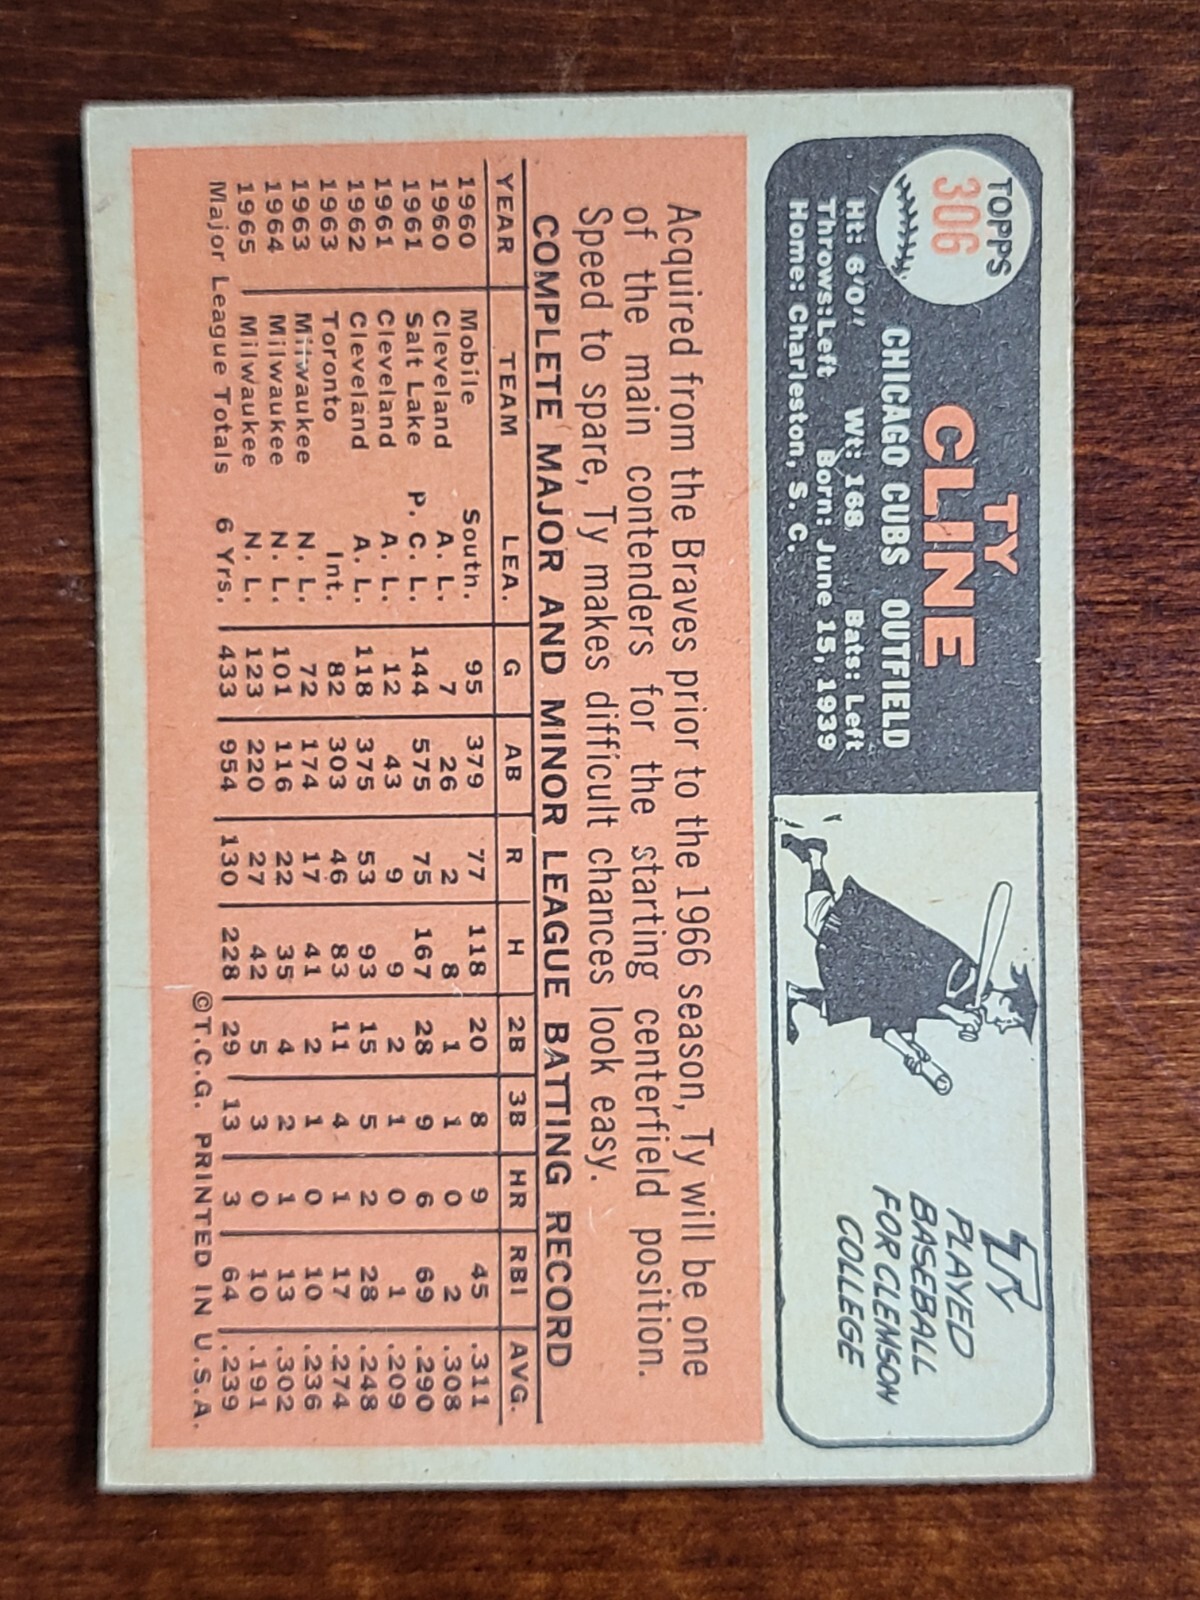 TOPPS
306
TY
CLINE
CHICAGO CUBS OUTFIELD
Ht: 6'0" Wt: 168 Bats: Left
Throws: Left Born: June 15, 1939
Home: Charleston, S. C.
TY
PLAYED
BASEBALL
FOR CLEMSON
COLLEGE
Acquired from the Braves prior to the 1966 season, Ty will be one
of the main contenders for the starting centerfield position.
Speed to spare, Ty makes difficult chances look easy.
COMPLETE MAJOR AND MINOR LEAGUE BATTING RECORD
YEAR TEAM LEA. G AB R H 2B 3B HR RBI AVG.
1960 Mobile South. 95 379 77 118 20 8 9 45 .311
1960 Cleveland A. L. 7 26 2 8 1 1 0 2 .308
1961 Salt Lake P. C. L. 144 575 75 167 28 9 6 69 .290
1961 Cleveland A. L. 12 43 9 9 2 1 0 1 .209
1962 Cleveland A. L. 118 375 53 93 15 5 2 28 .248
1963 Toronto Int. 82 303 46 83 11 4 1 17 .274
1963 Milwaukee N. L. 72 174 17 41 2 1 0 10 .236
1964 Milwaukee N. L. 101 116 22 35 4 2 1 13 .302
1965 Milwaukee N. L. 123 220 27 42 5 3 0 10 .191
Major League Totals 6 Yrs. 433 954 130 228 29 13 3 64 .239
©T.C.G. PRINTED IN U.S.A.